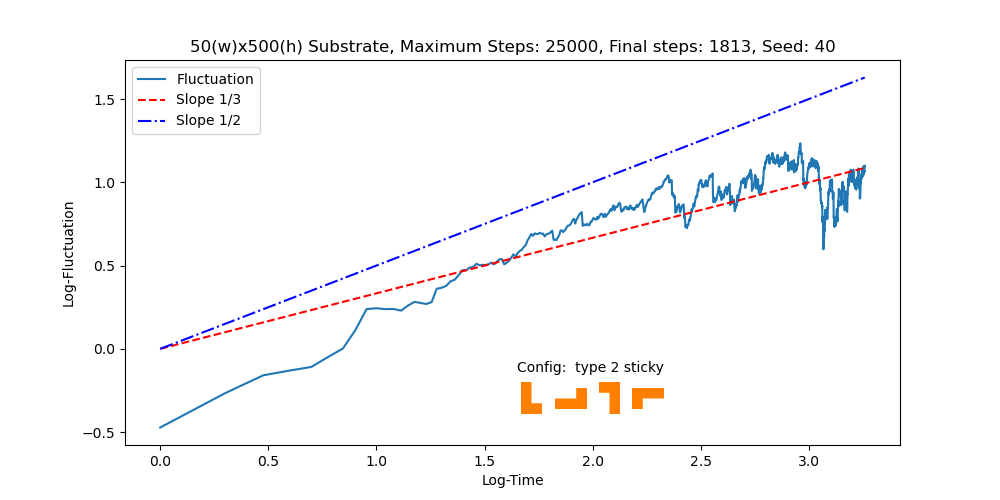 50(w)x500(h) Substrate, Maximum Steps: 25000, Final steps: 1813, Seed: 40
Fluctuation
Slope 1/3
Slope 1/2
Log-Fluctuation
1.5
1.0
0.5
0.0
−0.5
Config:  type 2 sticky
0.0
0.5
1.0
1.5
2.0
2.5
3.0
Log-Time